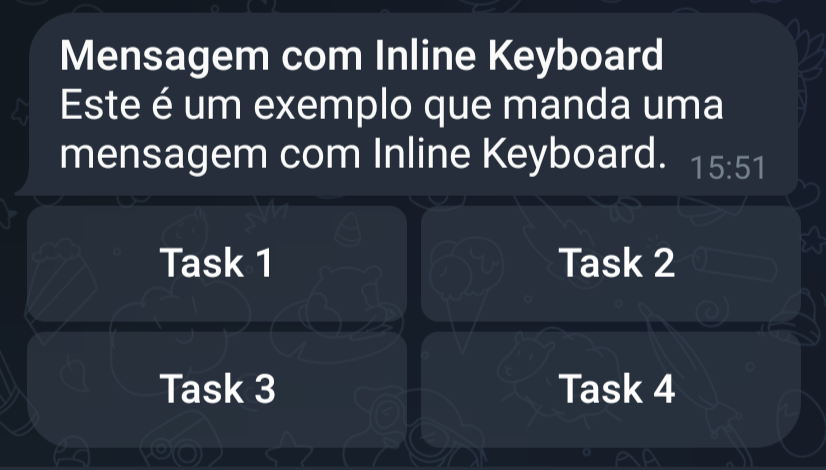 Mensagem com Inline Keyboard
Este é um exemplo que manda uma
mensagem com Inline Keyboard. 15:51
Task 1 Task 2
Task 3 Task 4